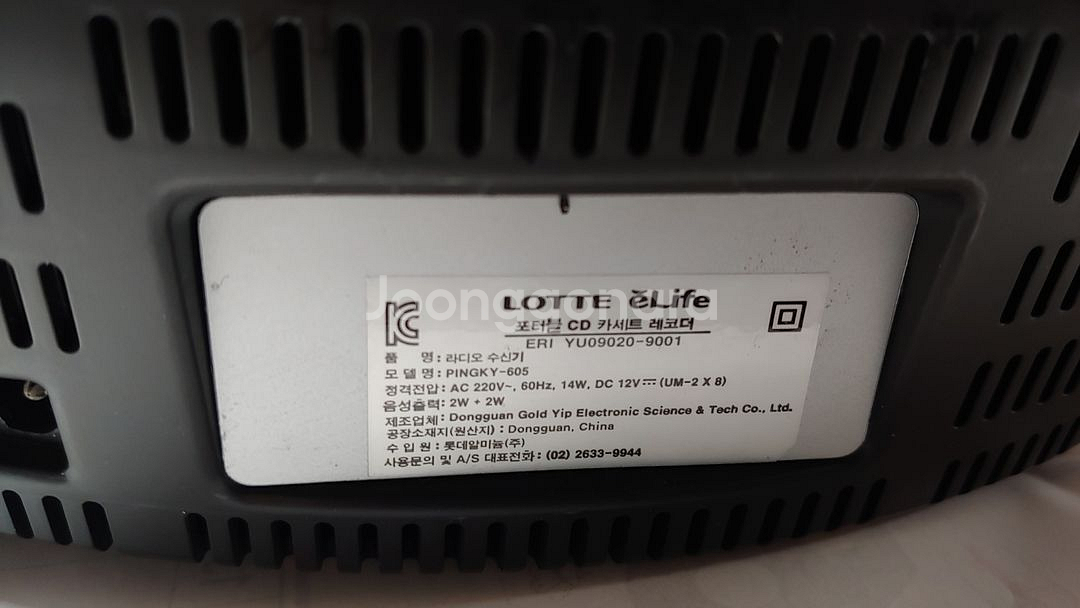 Joonggonara
LOTTE ĕLife
포터블 CD 카세트 레코더
ERI YU09020-9001
품 명 : 라디오 수신기
모 델 명 : PINGKY-605
정격전압 : AC 220V~, 60Hz, 14W, DC 12V⎓ (UM-2 X 8)
음성출력 : 2W + 2W
제조업체 : Dongguan Gold Yip Electronic Science & Tech Co., Ltd.
공장소재지(원산지) : Dongguan, China
수 입 원 : 롯데알미늄(주)
사용문의 및 A/S 대표전화 : (02) 2633-9944